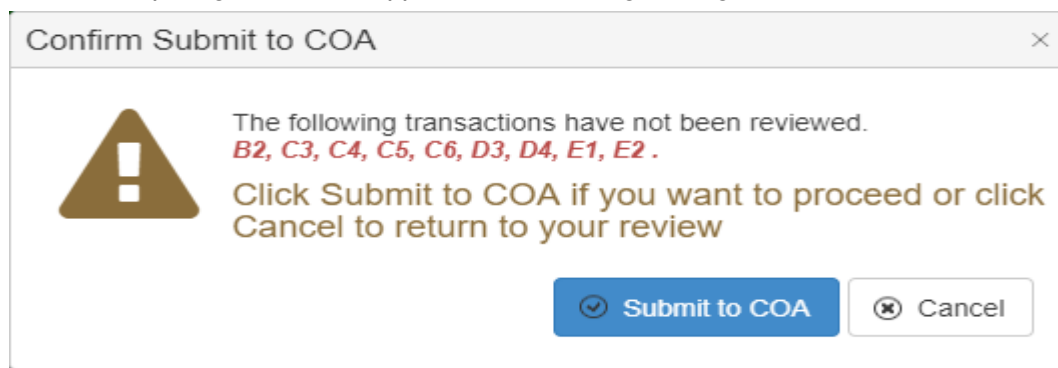 Confirm Submit to COA
The following transactions have not been reviewed.
B2, C3, C4, C5, C6, D3, D4, E1, E2 .
Click Submit to COA if you want to proceed or click
Cancel to return to your review
Submit to COA
Cancel